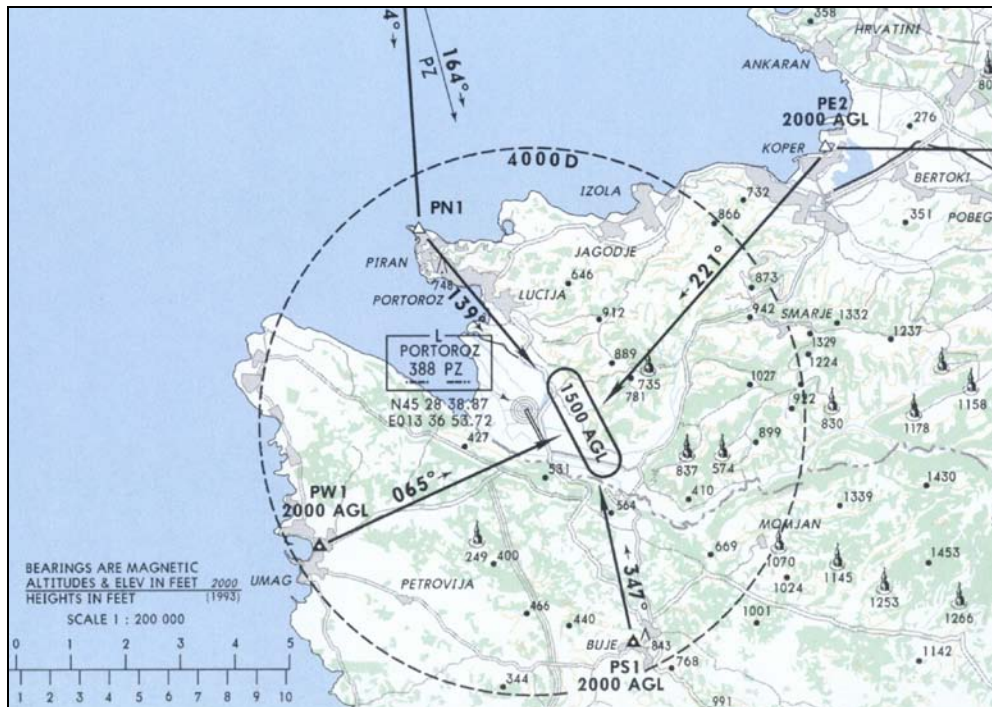 4°
164°
PZ
358
HRVATINI
ANKARAN
80
PE2
2000 AGL
276
KOPER
4000 D
BERTOKI
IZOLA
732
866
351
POBEG
PN1
JAGODJE
221°
PIRAN
748
646
873
LUCIJA
PORTOROZ
139°
912
942
SMARJE
1332
1329
1237
1224
L
PORTOROZ
388 PZ
889
735
781
1027
922
1158
N45 28 38.87
E013 36 53.72
1500 AGL
830
1178
427
899
837
574
065°
531
1430
PW1
2000 AGL
410
1339
564
MOMJAN
249
400
669
1070
1453
1145
1024
UMAG
PETROVIJA
347°
1253
1266
BEARINGS ARE MAGNETIC
ALTITUDES & ELEV IN FEET 2000
HEIGHTS IN FEET (1993)
SCALE 1 : 200 000
466
440
1001
BUJE
843
PS1
2000 AGL
768
1142
344
991
0 1 2 3 4 5
1 2 3 4 5 6 7 8 9 10